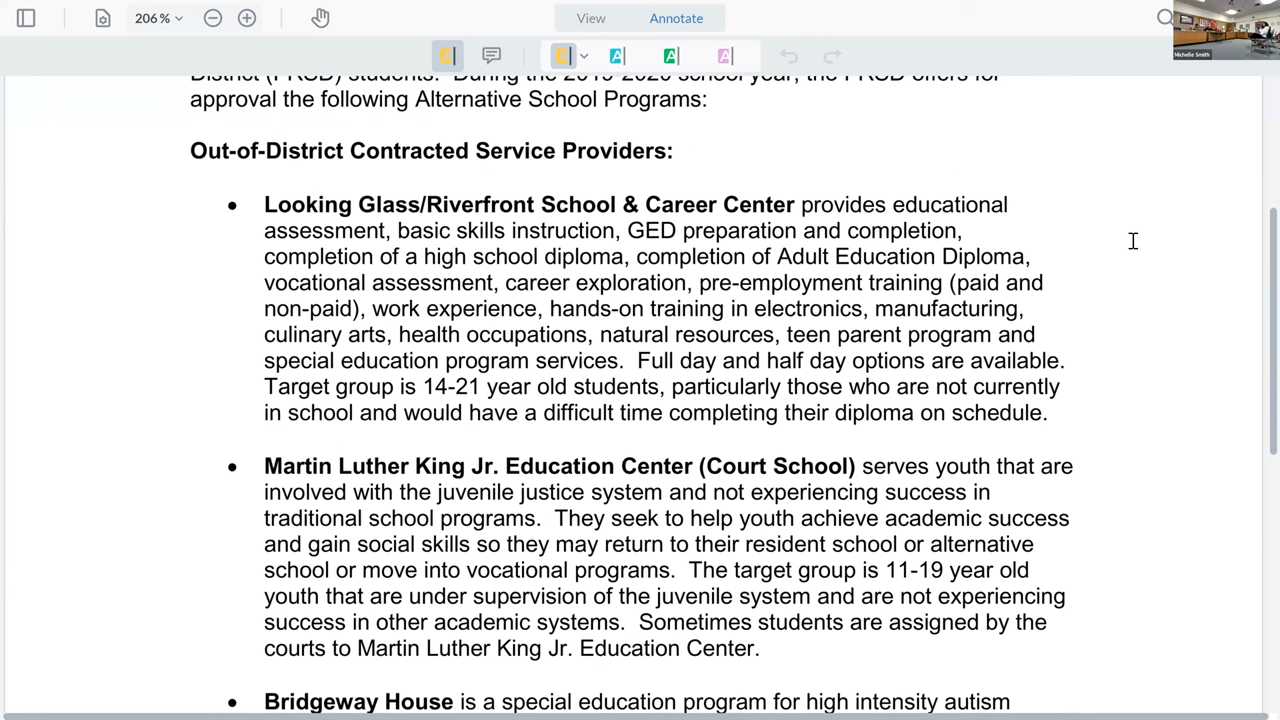 206 %
View
Annotate
Michelle Smith
approval the following Alternative School Programs:
Out-of-District Contracted Service Providers:
• Looking Glass/Riverfront School & Career Center provides educational
assessment, basic skills instruction, GED preparation and completion,
completion of a high school diploma, completion of Adult Education Diploma,
vocational assessment, career exploration, pre-employment training (paid and
non-paid), work experience, hands-on training in electronics, manufacturing,
culinary arts, health occupations, natural resources, teen parent program and
special education program services.  Full day and half day options are available.
Target group is 14-21 year old students, particularly those who are not currently
in school and would have a difficult time completing their diploma on schedule.
• Martin Luther King Jr. Education Center (Court School) serves youth that are
involved with the juvenile justice system and not experiencing success in
traditional school programs.  They seek to help youth achieve academic success
and gain social skills so they may return to their resident school or alternative
school or move into vocational programs.  The target group is 11-19 year old
youth that are under supervision of the juvenile system and are not experiencing
success in other academic systems.  Sometimes students are assigned by the
courts to Martin Luther King Jr. Education Center.
• Bridgeway House is a special education program for high intensity autism